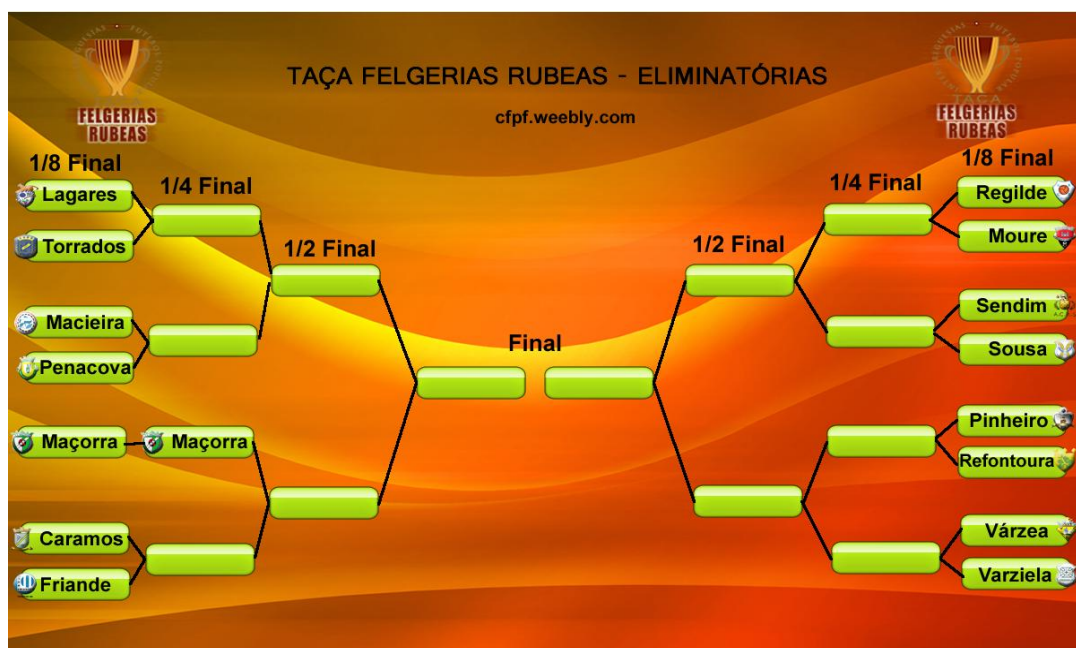 TAÇA FELGERIAS RUBEAS - ELIMINATÓRIAS
cfpf.weebly.com
TAÇA
FELGERIAS
RUBEAS
TAÇA
FELGERIAS
RUBEAS
1/8 Final
1/4 Final
1/2 Final
Final
1/2 Final
1/4 Final
1/8 Final
Lagares
Torrados
Macieira
Penacova
Maçorra
Maçorra
Caramos
Friande
Regilde
Moure
Sendim
Sousa
Pinheiro
Refontoura
Várzea
Varziela